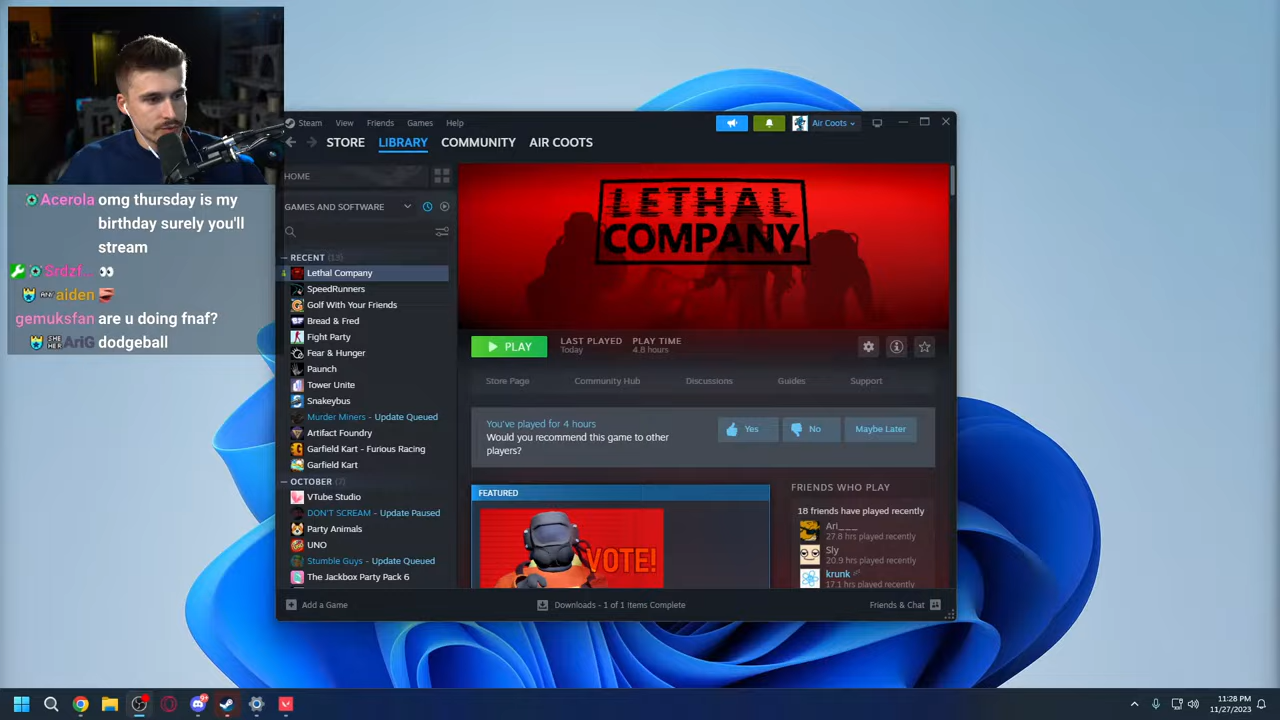 Acerola omg thursday is my
birthday surely you'll
stream
Srdzf...
aiden
gemuksfan are u doing fnaf?
SHE HER AriG dodgeball
Steam View Friends Games Help
Air Coots
STORE LIBRARY COMMUNITY AIR COOTS
HOME
GAMES AND SOFTWARE
RECENT (13)
Lethal Company
SpeedRunners
Golf With Your Friends
Bread & Fred
Fight Party
Fear & Hunger
Paunch
Tower Unite
Snakeybus
Murder Miners - Update Queued
Artifact Foundry
Garfield Kart - Furious Racing
Garfield Kart
OCTOBER (7)
VTube Studio
DON'T SCREAM - Update Paused
Party Animals
UNO
Stumble Guys - Update Queued
The Jackbox Party Pack 6
LETHAL
COMPANY
PLAY
LAST PLAYED
Today
PLAY TIME
4.8 hours
Store Page Community Hub Discussions Guides Support
You've played for 4 hours
Would you recommend this game to other
players?
Yes No Maybe Later
FEATURED
VOTE!
FRIENDS WHO PLAY
18 friends have played recently
Ari___
27.8 hrs played recently
Sly
20.9 hrs played recently
krunk
17.1 hrs played recently
Add a Game
Downloads - 1 of 1 Items Complete
Friends & Chat
9+
11:28 PM
11/27/2023